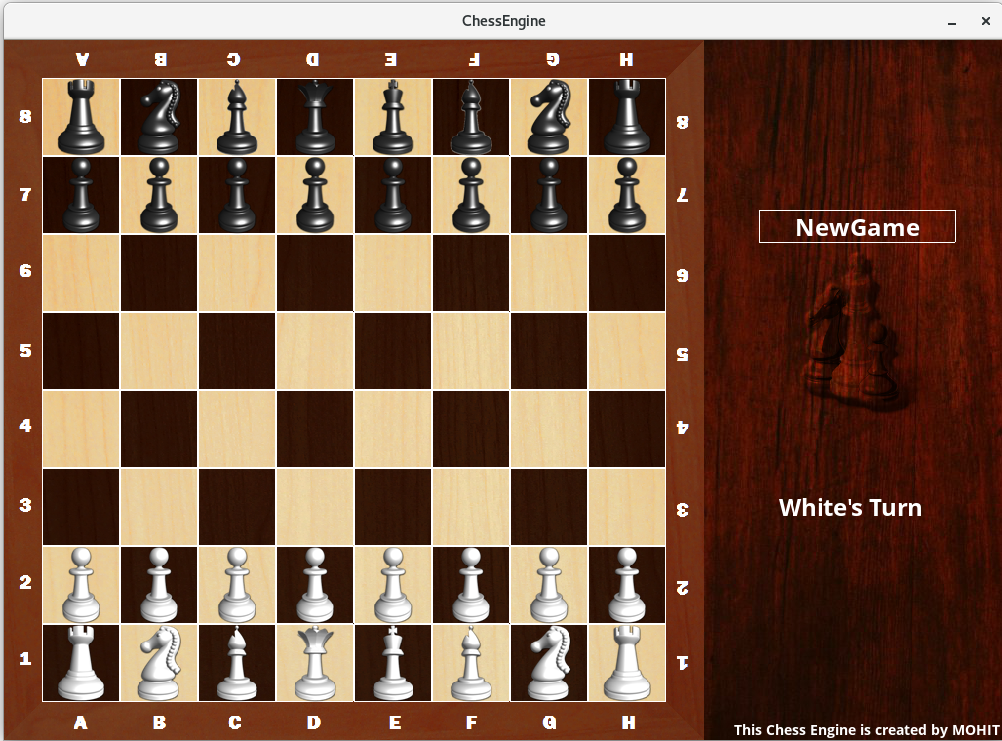 ChessEngine
A B C D E F G H
8 8
7 7
6 6
5 5
4 4
3 3
2 2
1 1
A B C D E F G H
NewGame
White's Turn
This Chess Engine is created by MOHIT